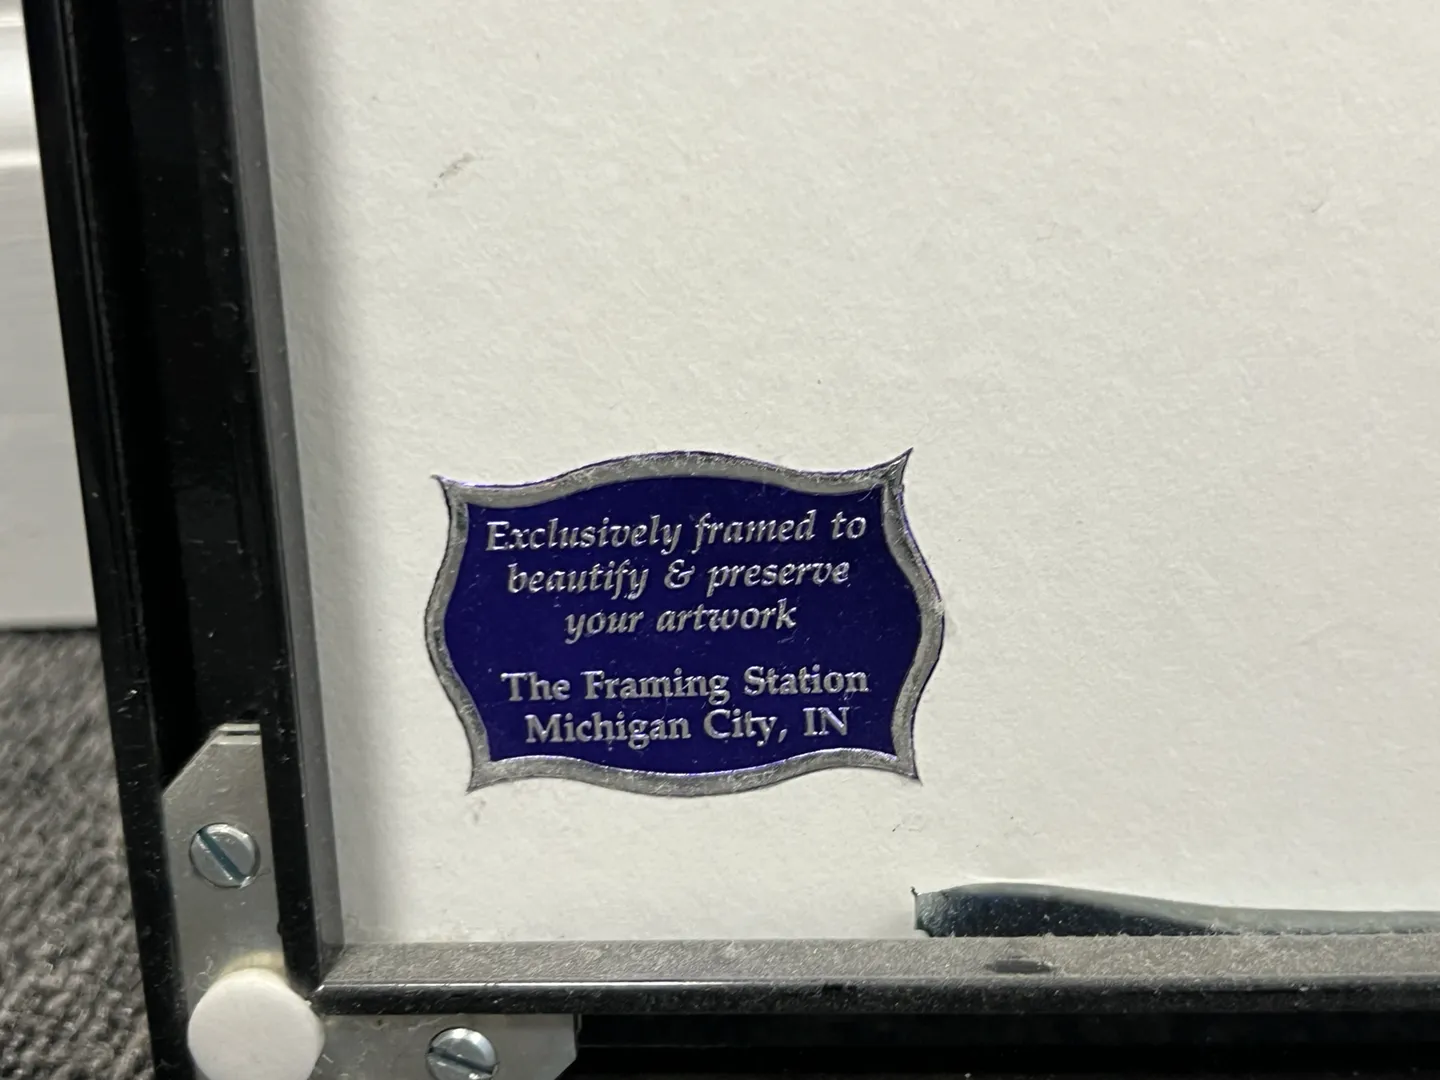 Exclusively framed to
beautify & preserve
your artwork
The Framing Station
Michigan City, IN